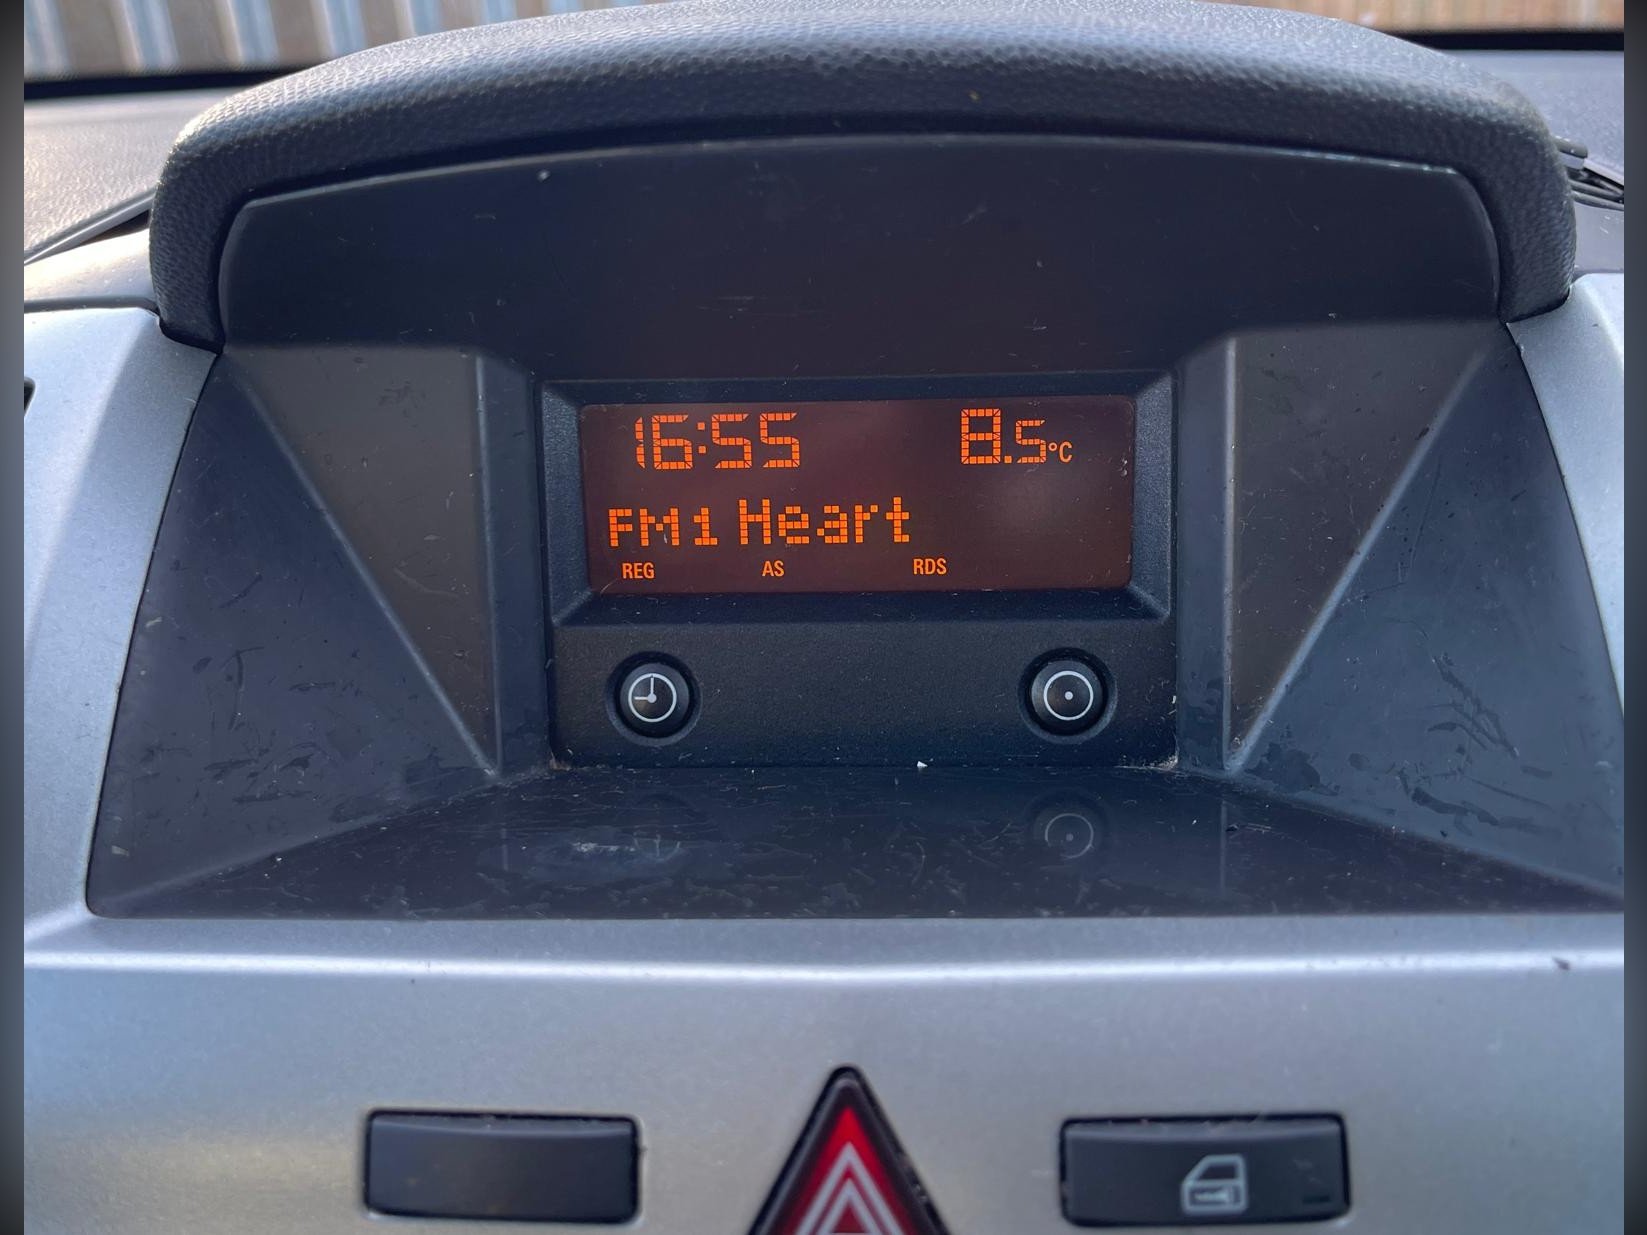 16:55 8.5°C
FM1 Heart
REG AS RDS